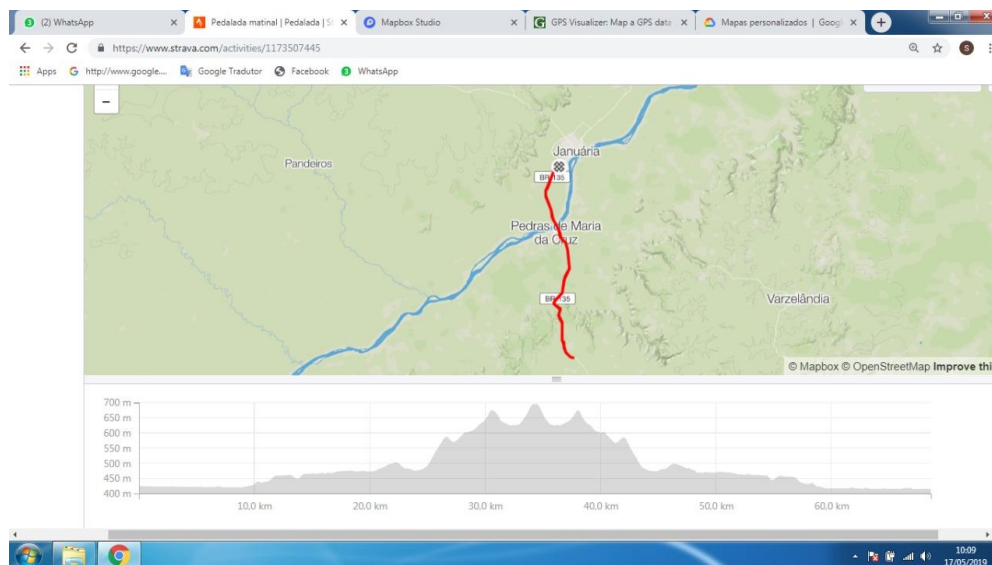 (2) WhatsApp
Pedalada matinal | Pedalada | St
Mapbox Studio
GPS Visualizer: Map a GPS data
Mapas personalizados | Googl
https://www.strava.com/activities/1173507445
S
Apps
http://www.google....
Google Tradutor
Facebook
WhatsApp
−
Januária
Pandeiros
BR-135
Pedras de Maria
da Cruz
BR-135
Varzelândia
© Mapbox © OpenStreetMap Improve thi
700 m
650 m
600 m
550 m
500 m
450 m
400 m
10,0 km 20,0 km 30,0 km 40,0 km 50,0 km 60,0 km
10:09
17/05/2019